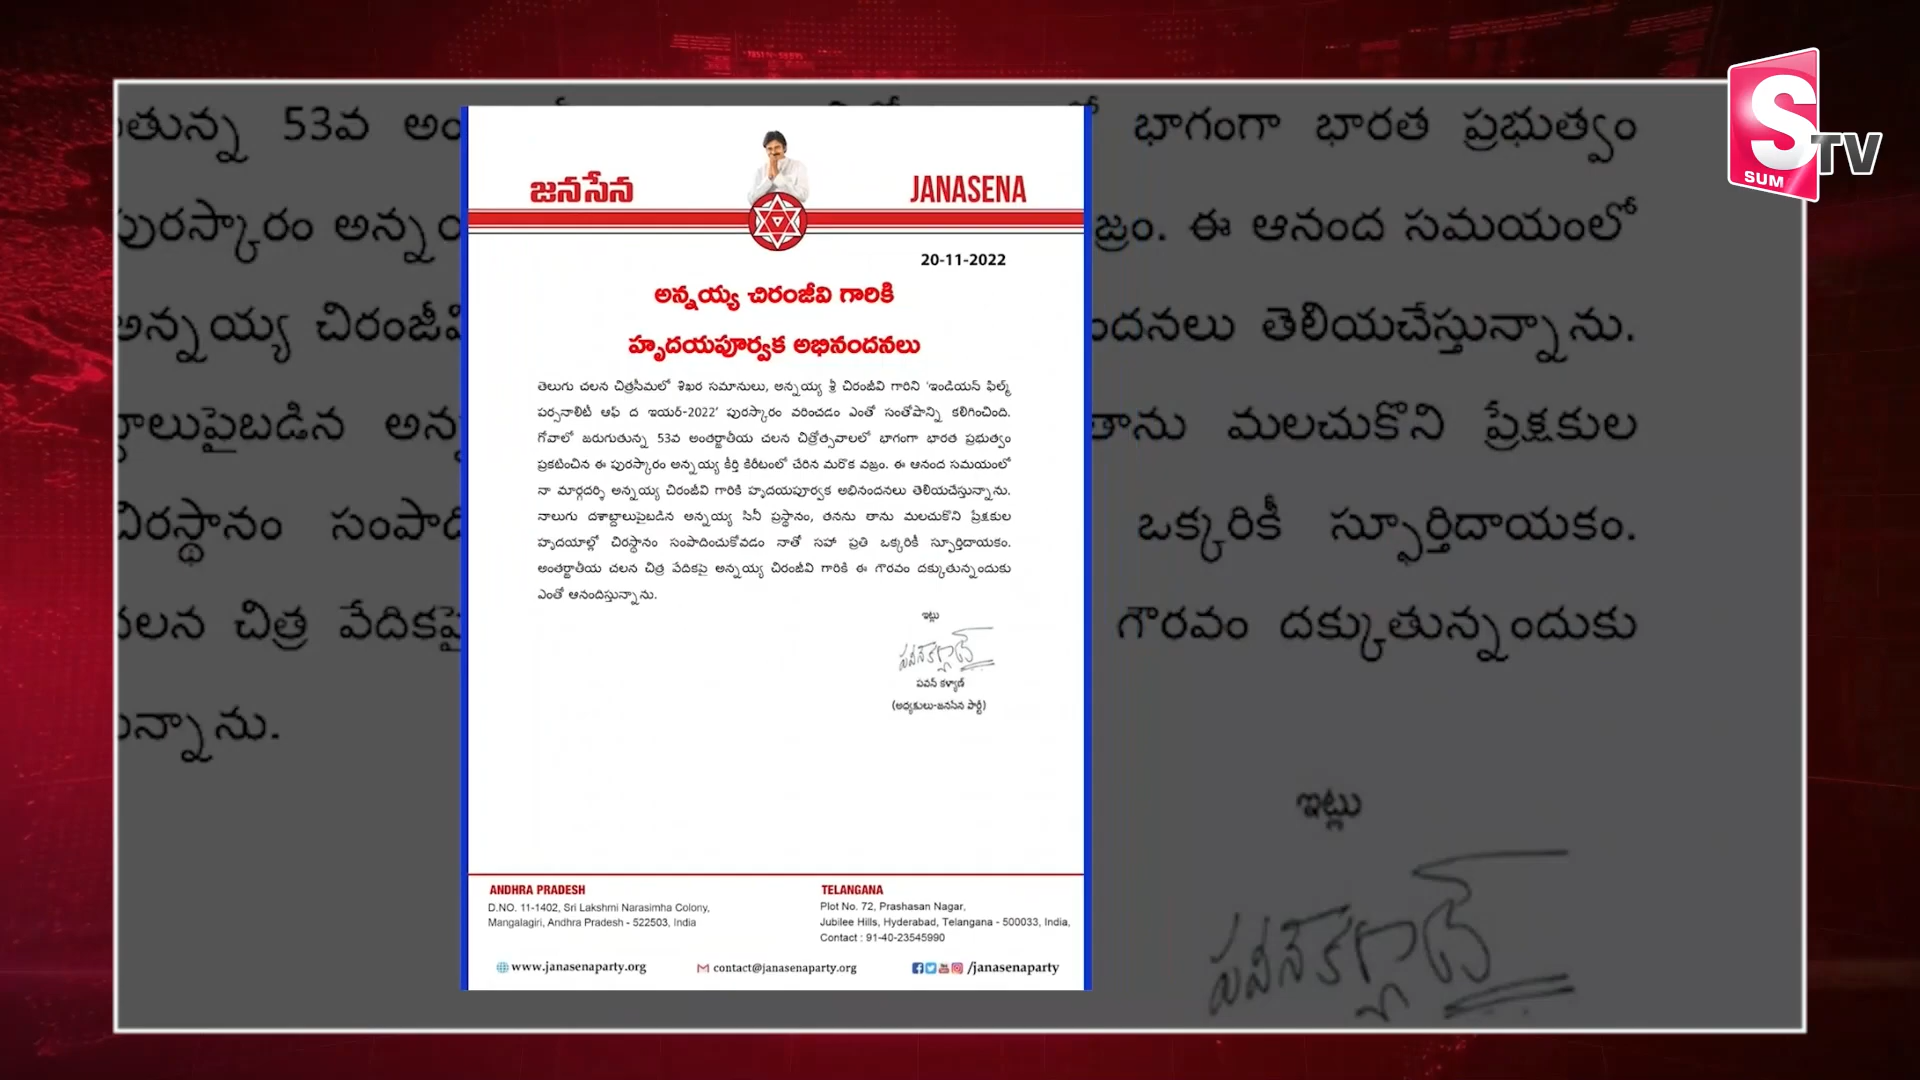 S
SUM
TV
జనసేన
JANASENA
20-11-2022
అన్నయ్య చిరంజీవి గారికి
హృదయపూర్వక అభినందనలు
తెలుగు చలన చిత్రసీమలో శిఖర సమానులు, అన్నయ్య శ్రీ చిరంజీవి గారిని 'ఇండియన్ ఫిల్మ్
పర్సనాలిటీ ఆఫ్ ద ఇయర్-2022' పురస్కారం వరించడం ఎంతో సంతోషాన్ని కలిగించింది.
గోవాలో జరుగుతున్న 53వ అంతర్జాతీయ చలన చిత్రోత్సవాలలో భాగంగా భారత ప్రభుత్వం
ప్రకటించిన ఈ పురస్కారం అన్నయ్య కీర్తి కిరీటంలో చేరిన మరొక వజ్రం. ఈ ఆనంద సమయంలో
నా మార్గదర్శి అన్నయ్య చిరంజీవి గారికి హృదయపూర్వక అభినందనలు తెలియచేస్తున్నాను.
నాలుగు దశాబ్దాలుపైబడిన అన్నయ్య సినీ ప్రస్థానం, తనను తాను మలచుకొని ప్రేక్షకుల
హృదయాల్లో చిరస్థానం సంపాదించుకోవడం నాతో సహా ప్రతి ఒక్కరికీ స్ఫూర్తిదాయకం.
అంతర్జాతీయ చలన చిత్ర వేదికపై అన్నయ్య చిరంజీవి గారికి ఈ గౌరవం దక్కుతున్నందుకు
ఎంతో ఆనందిస్తున్నాను.
ఇట్లు
పవన్ కళ్యాణ్
(అధ్యక్షులు-జనసేన పార్టీ)
ANDHRA PRADESH
D.NO. 11-1402, Sri Lakshmi Narasimha Colony,
Mangalagiri, Andhra Pradesh - 522503, India
TELANGANA
Plot No. 72, Prashasan Nagar,
Jubilee Hills, Hyderabad, Telangana - 500033, India,
Contact : 91-40-23545990
www.janasenaparty.org
contact@janasenaparty.org
/janasenaparty
53వ
భాగంగా భారత ప్రభుత్వం
పురస్కారం
ఈ ఆనంద సమయంలో
అన్నయ్య
తెలియచేస్తున్నాను.
మలచుకొని ప్రేక్షకుల
ఒక్కరికీ స్ఫూర్తిదాయకం.
చిత్ర
గౌరవం దక్కుతున్నందుకు
ఇట్లు